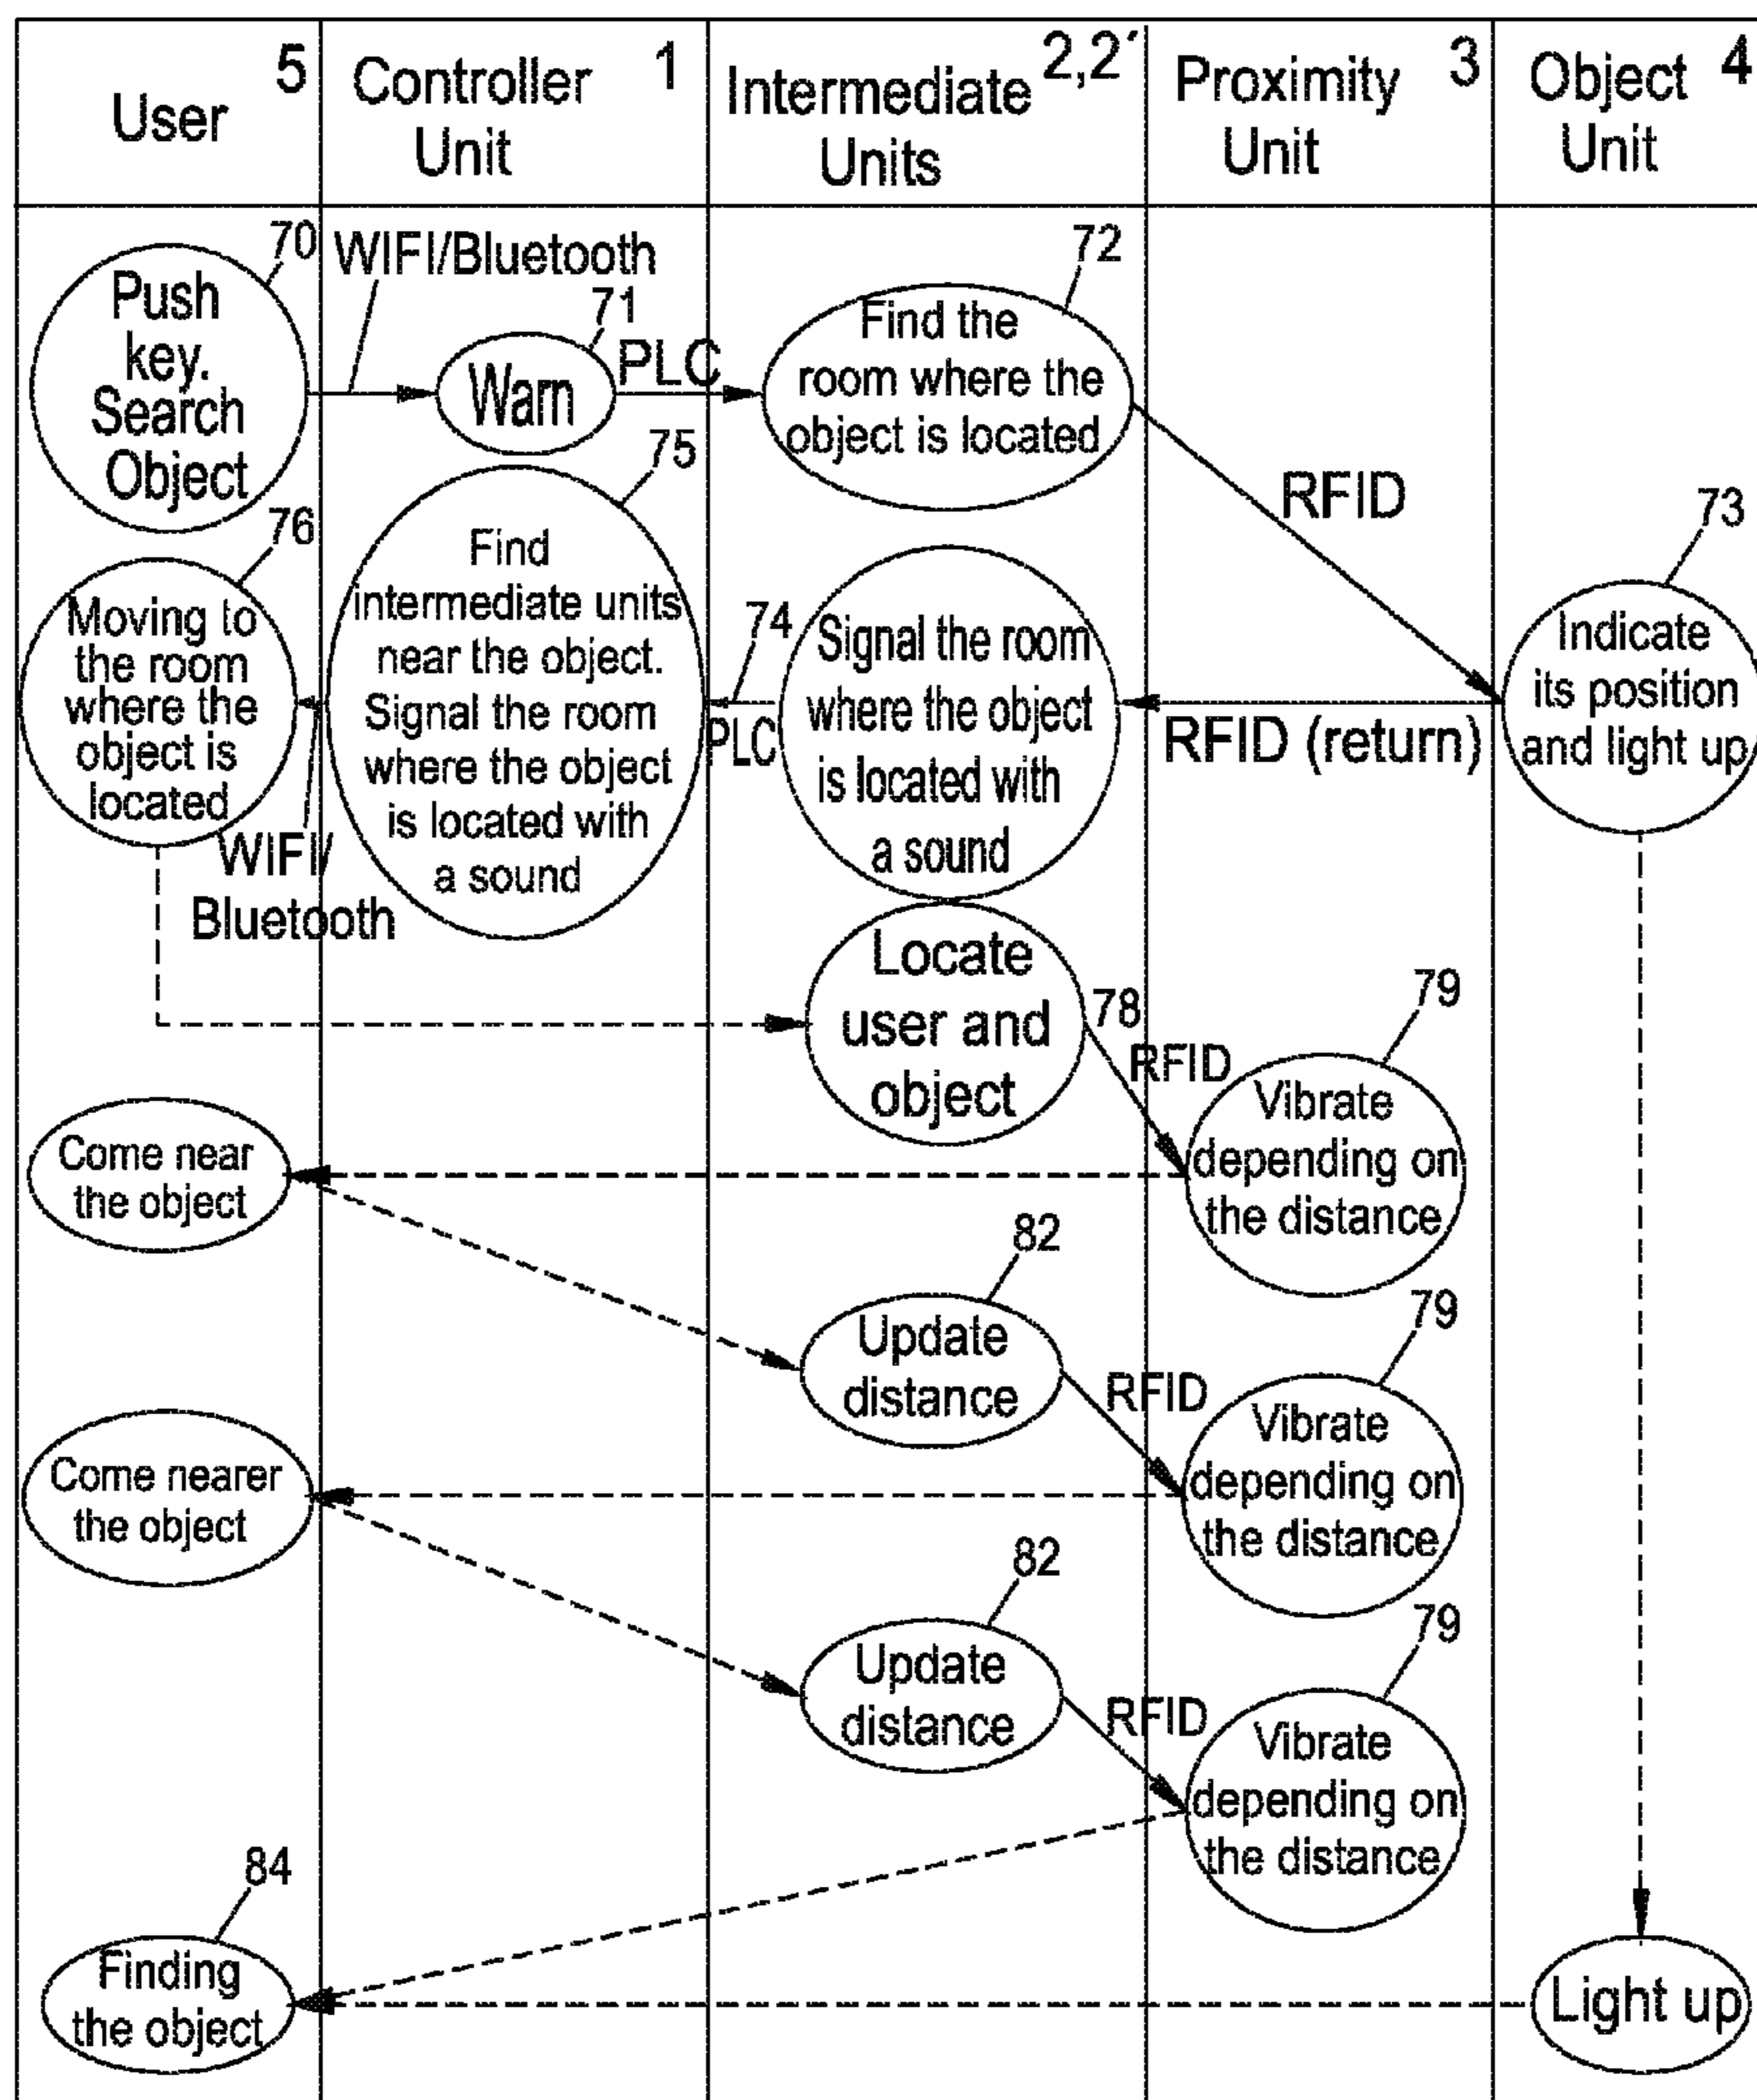 User 5
Controller 1
Unit
Intermediate 2,2´
Units
Proximity 3
Unit
Object 4
Unit
70
Push
key.
Search
Object
WIFI/Bluetooth
71
Warn
PLC
72
Find the
room where the
object is located
RFID
73
Indicate
its position
and light up
RFID (return)
Signal the room
where the object
is located with
a sound
74
PLC
75
Find
intermediate units
near the object.
Signal the room
where the object
is located with
a sound
WIFI/
Bluetooth
76
Moving to
the room
where the
object is
located
Locate
user and
object
78
RFID
79
Vibrate
depending on
the distance
Come near
the object
82
Update
distance
RFID
79
Vibrate
depending on
the distance
Come nearer
the object
82
Update
distance
RFID
79
Vibrate
depending on
the distance
84
Finding
the object
Light up